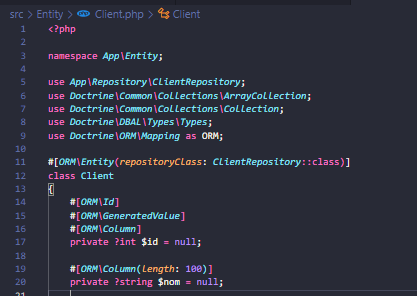 src > Entity > Client.php > Client
1 <?php
2
3 namespace App\Entity;
4
5 use App\Repository\ClientRepository;
6 use Doctrine\Common\Collections\ArrayCollection;
7 use Doctrine\Common\Collections\Collection;
8 use Doctrine\DBAL\Types\Types;
9 use Doctrine\ORM\Mapping as ORM;
10
11 #[ORM\Entity(repositoryClass: ClientRepository::class)]
12 class Client
13 {
14 #[ORM\Id]
15 #[ORM\GeneratedValue]
16 #[ORM\Column]
17 private ?int $id = null;
18
19 #[ORM\Column(length: 100)]
20 private ?string $nom = null;
21